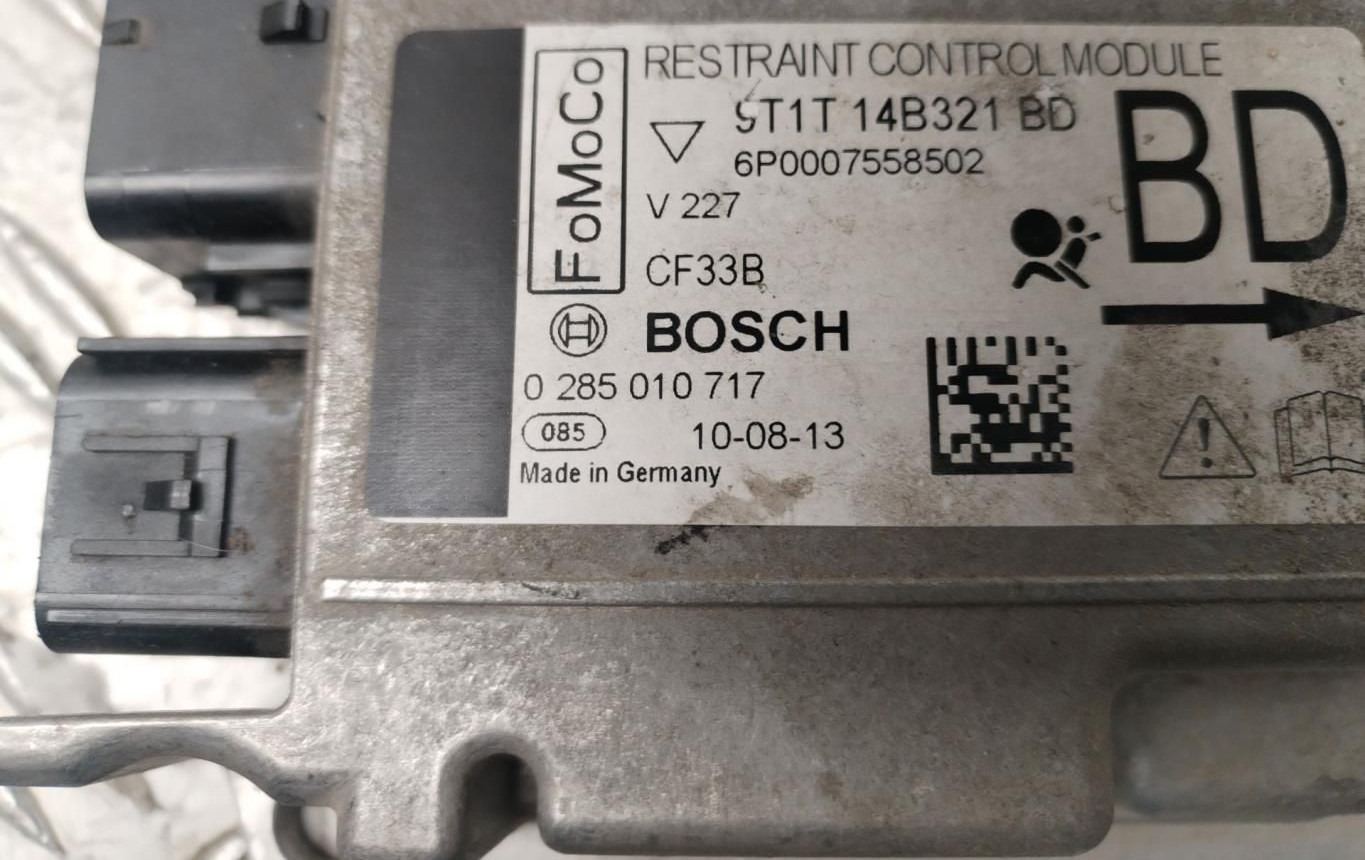 FoMoCo
RESTRAINT CONTROL MODULE
9T1T 14B321 BD
BD
6P0007558502
V 227
CF33B
BOSCH
0 285 010 717
085
10-08-13
Made in Germany